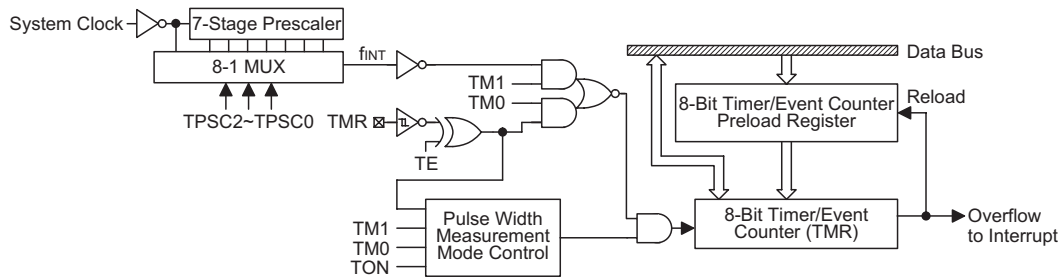 System Clock
7-Stage Prescaler
8-1 MUX
fINT
TPSC2~TPSC0
TM1
TM0
TMR
TE
Data Bus
8-Bit Timer/Event Counter
Preload Register
Reload
TM1
TM0
TON
Pulse Width
Measurement
Mode Control
8-Bit Timer/Event
Counter (TMR)
Overflow
to Interrupt